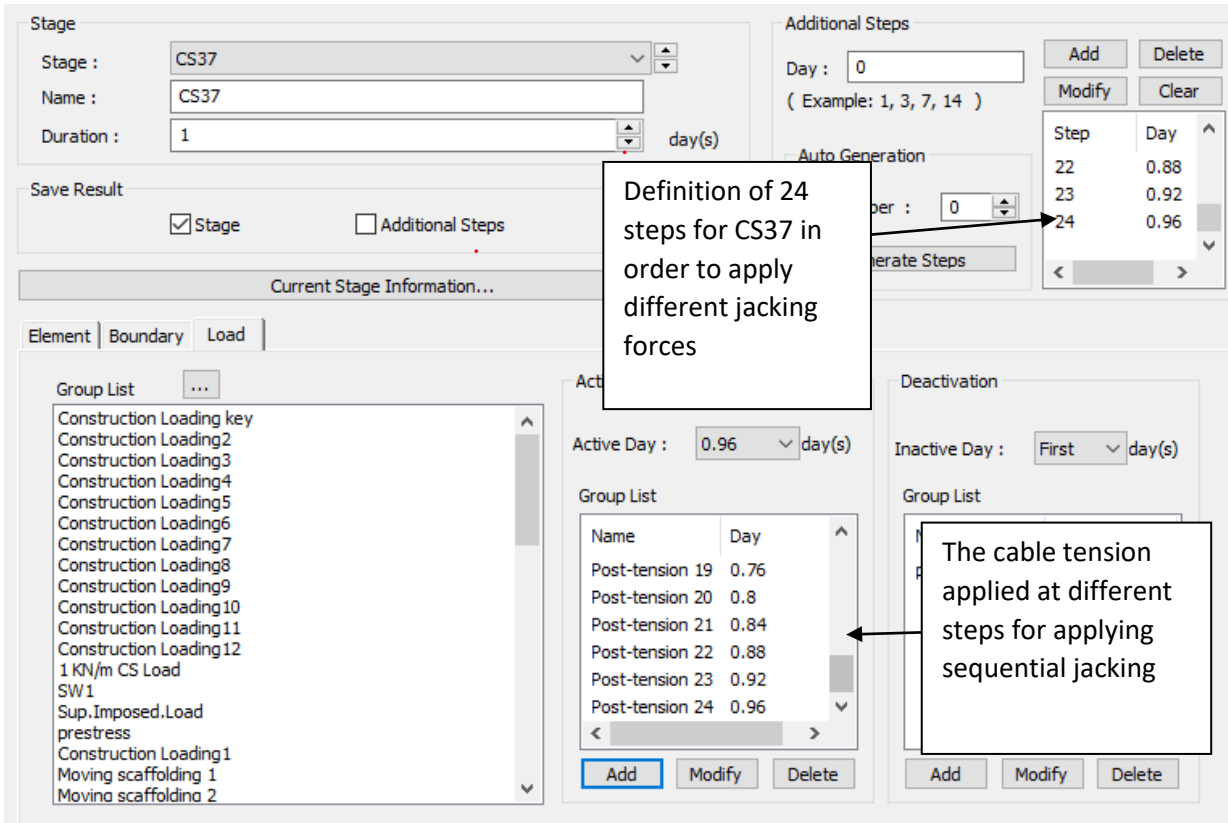 Stage
Stage :
CS37
Name :
CS37
Duration :
1
day(s)
Save Result
Stage
Additional Steps
Current Stage Information...
Additional Steps
Day :
0
( Example: 1, 3, 7, 14 )
Add
Delete
Modify
Clear
Auto Generation
0
Step Day
22 0.88
23 0.92
24 0.96
Definition of 24
steps for CS37 in
order to apply
different jacking
forces
Element
Boundary
Load
Group List
...
Construction Loading key
Construction Loading2
Construction Loading3
Construction Loading4
Construction Loading5
Construction Loading6
Construction Loading7
Construction Loading8
Construction Loading9
Construction Loading10
Construction Loading11
Construction Loading12
1 KN/m CS Load
SW1
Sup.Imposed.Load
prestress
Construction Loading1
Moving scaffolding 1
Moving scaffolding 2
Active Day :
0.96
day(s)
Group List
Name Day
Post-tension 19 0.76
Post-tension 20 0.8
Post-tension 21 0.84
Post-tension 22 0.88
Post-tension 23 0.92
Post-tension 24 0.96
Add
Modify
Delete
Deactivation
Inactive Day :
First
day(s)
Group List
The cable tension
applied at different
steps for applying
sequential jacking
Add
Modify
Delete